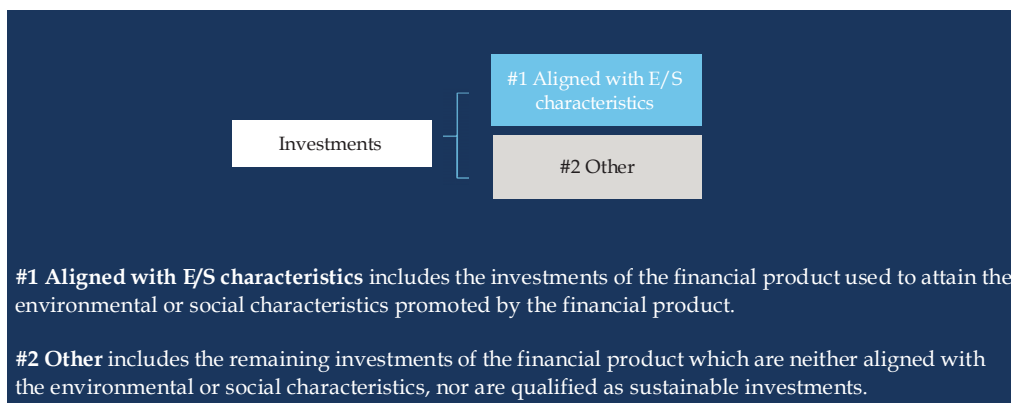 #1 Aligned with E/S
characteristics
Investments
#2 Other
#1 Aligned with E/S characteristics includes the investments of the financial product used to attain the
environmental or social characteristics promoted by the financial product.
#2 Other includes the remaining investments of the financial product which are neither aligned with
the environmental or social characteristics, nor are qualified as sustainable investments.